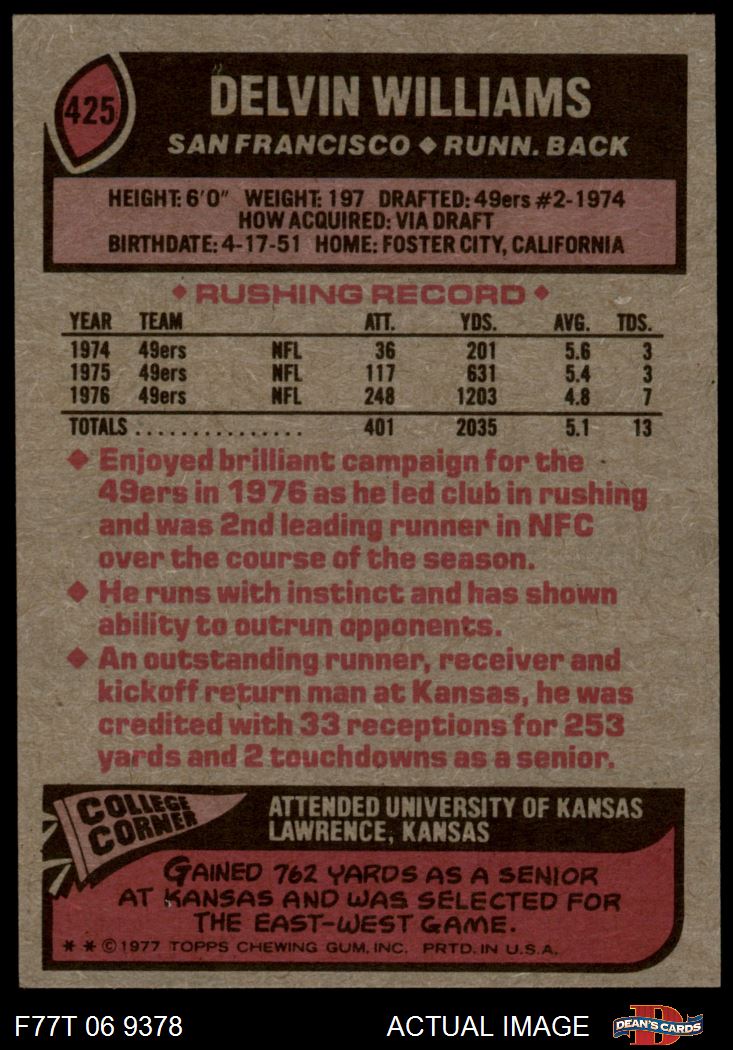 425
DELVIN WILLIAMS
SAN FRANCISCO ◆ RUNN. BACK
HEIGHT: 6'0" WEIGHT: 197 DRAFTED: 49ers #2-1974
HOW ACQUIRED: VIA DRAFT
BIRTHDATE: 4-17-51 HOME: FOSTER CITY, CALIFORNIA
◆ RUSHING RECORD ◆
YEAR TEAM ATT. YDS. AVG. TDS.
1974 49ers NFL 36 201 5.6 3
1975 49ers NFL 117 631 5.4 3
1976 49ers NFL 248 1203 4.8 7
TOTALS ................ 401 2035 5.1 13
◆ Enjoyed brilliant campaign for the
49ers in 1976 as he led club in rushing
and was 2nd leading runner in NFC
over the course of the season.
◆ He runs with instinct and has shown
ability to outrun opponents.
◆ An outstanding runner, receiver and
kickoff return man at Kansas, he was
credited with 33 receptions for 253
yards and 2 touchdowns as a senior.
COLLEGE
CORNER
ATTENDED UNIVERSITY OF KANSAS
LAWRENCE, KANSAS
GAINED 762 YARDS AS A SENIOR
AT KANSAS AND WAS SELECTED FOR
THE EAST-WEST GAME.
* * © 1977 TOPPS CHEWING GUM, INC. PRTD. IN U.S.A.
F77T 06 9378 ACTUAL IMAGE
D
DEAN'S CARDS